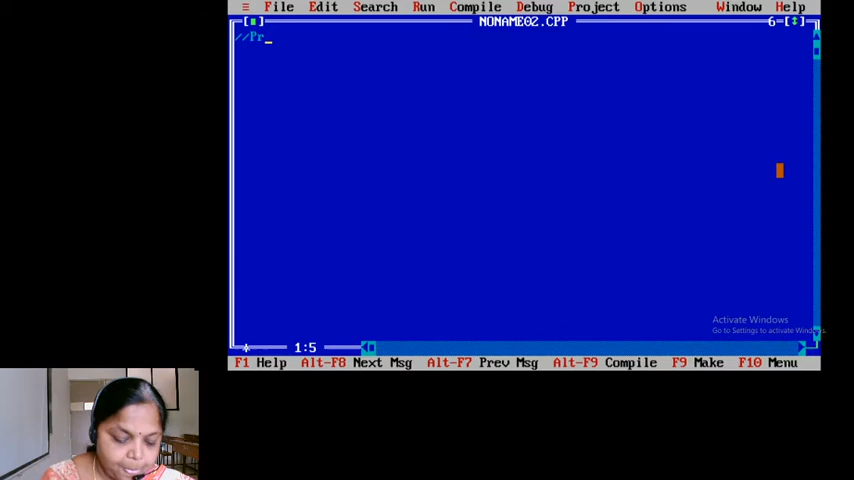 ≡ File Edit Search Run Compile Debug Project Options Window Help
[■] NONAME02.CPP 6=[↕]
//Pr_
Activate Windows
Go to Settings to activate Windows.
1:5
F1 Help Alt-F8 Next Msg Alt-F7 Prev Msg Alt-F9 Compile F9 Make F10 Menu